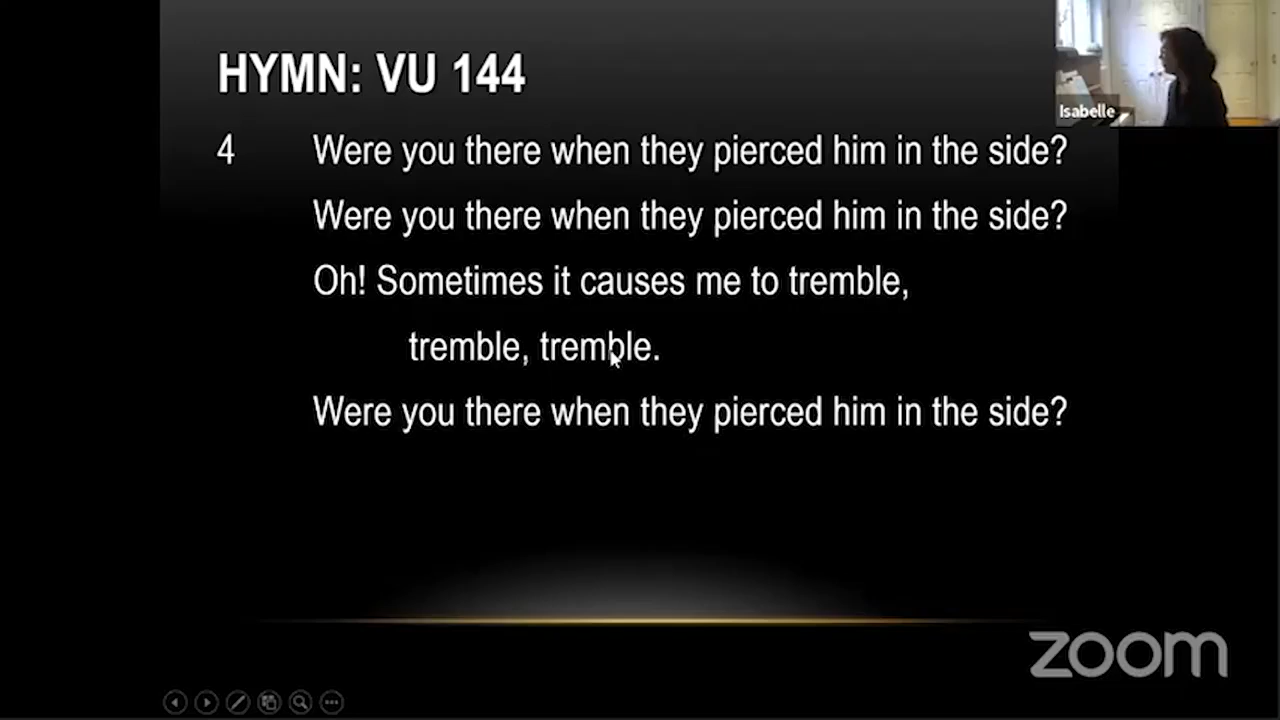 HYMN: VU 144
Isabelle
4 Were you there when they pierced him in the side?
Were you there when they pierced him in the side?
Oh! Sometimes it causes me to tremble,
tremble, tremble.
Were you there when they pierced him in the side?
zoom